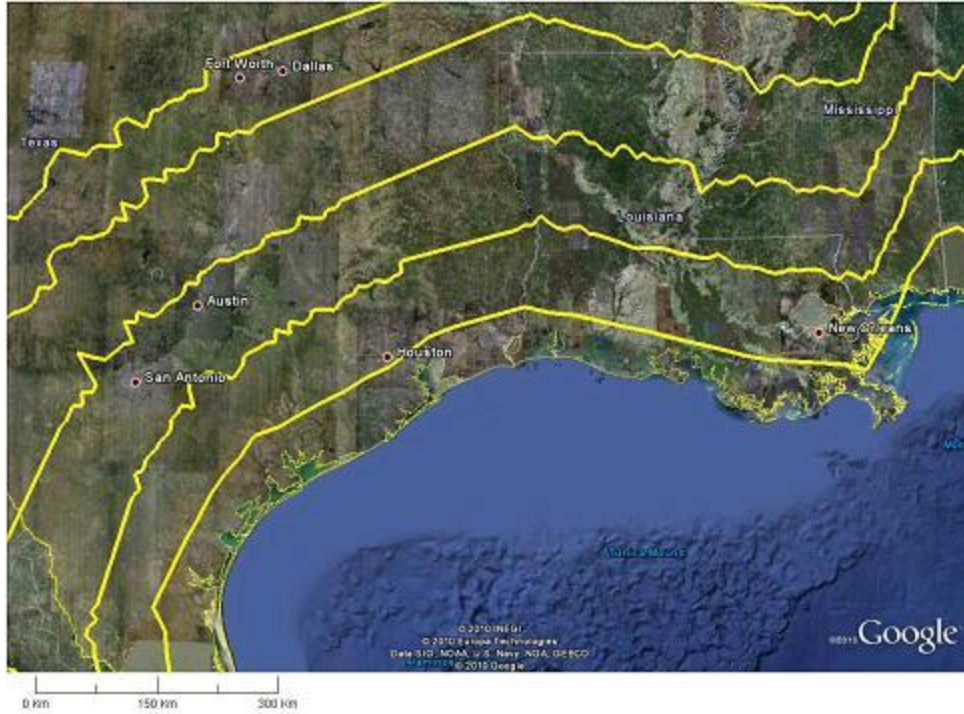 Fort Worth
Dallas
Texas
Mississippi
Louisiana
Austin
New Orleans
Houston
San Antonio
© 2010 INEGI
© 2010 Europa Technologies
Data SIO, NOAA, U.S. Navy, NGA, GEBCO
© 2010 Google
©2010 Google
0 km
150 km
300 km